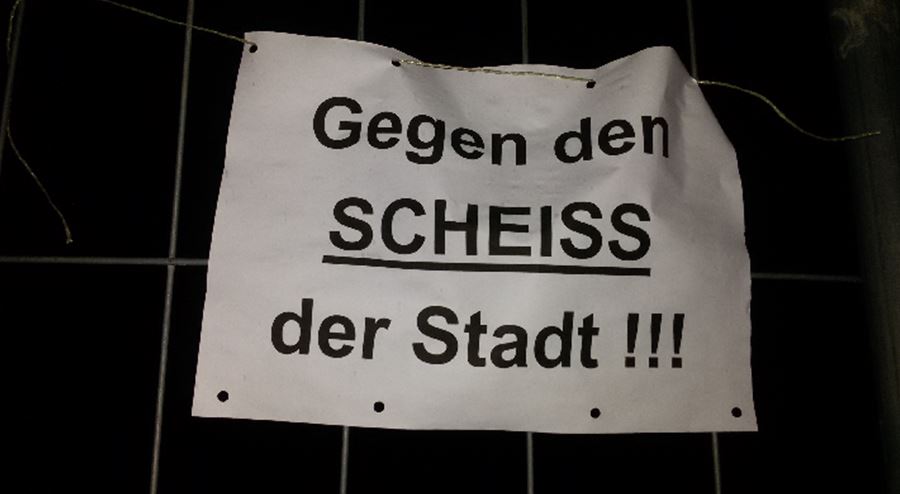 Gegen den
SCHEISS
der Stadt !!!